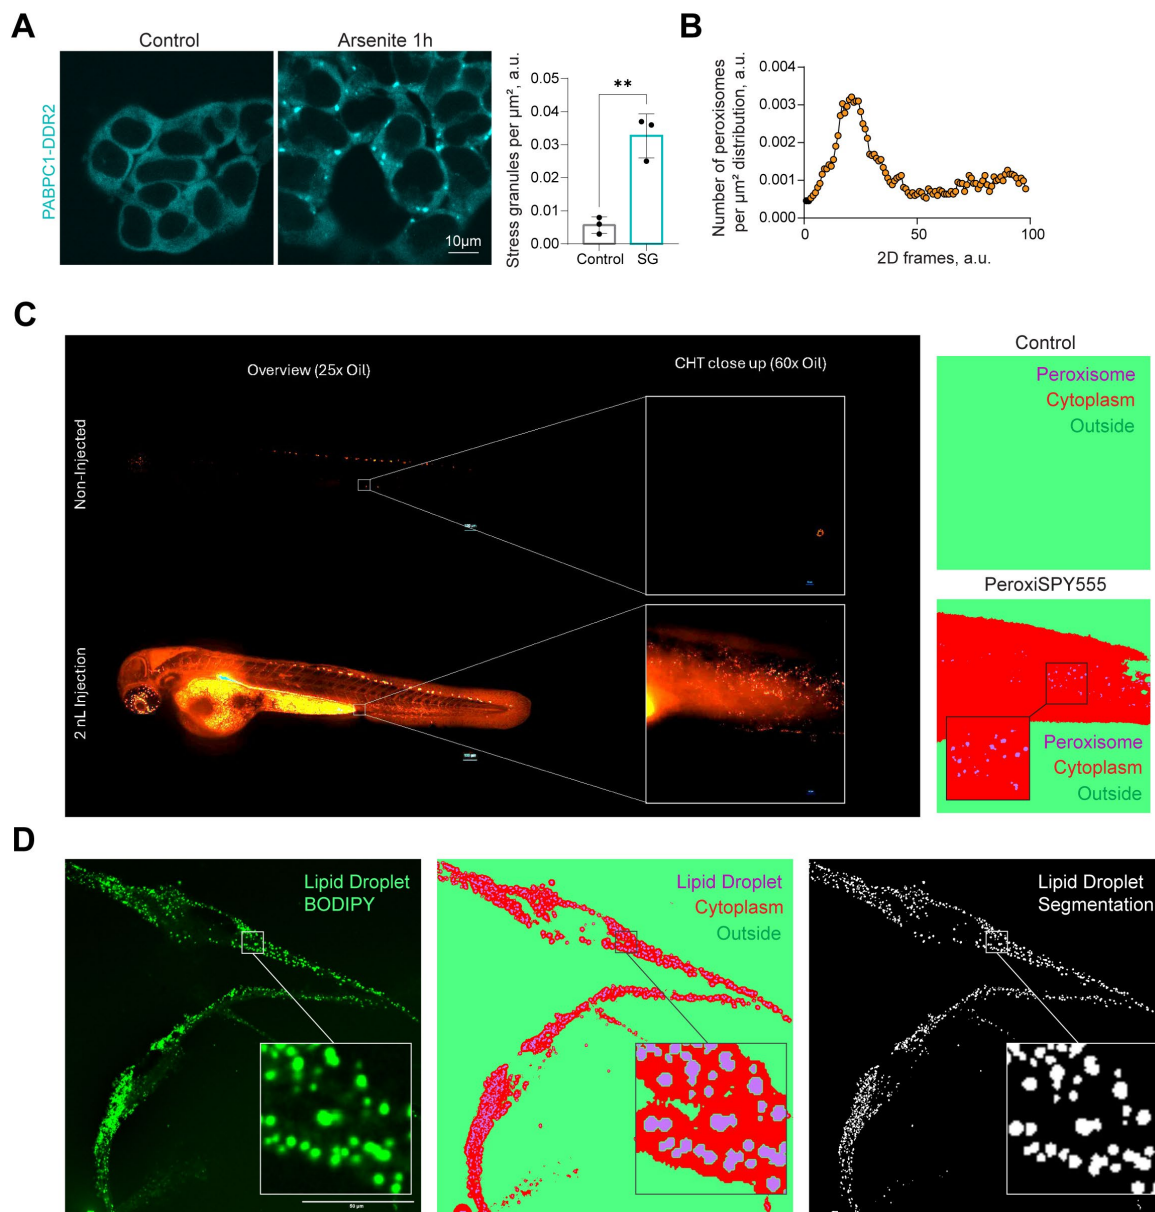 A
Control
Arsenite 1h
PABPC1-DDR2
10µm
Stress granules per µm², a.u.
0.05
0.04
0.03
0.02
0.01
0.00
**
Control
SG
B
Number of peroxisomes
per µm² distribution, a.u.
0.004
0.003
0.002
0.001
0.000
0
50
100
2D frames, a.u.
C
Overview (25x Oil)
CHT close up (60x Oil)
Non-Injected
2 nL Injection
Control
Peroxisome
Cytoplasm
Outside
PeroxiSPY555
Peroxisome
Cytoplasm
Outside
D
Lipid Droplet
BODIPY
50 µm
Lipid Droplet
Cytoplasm
Outside
Lipid Droplet
Segmentation